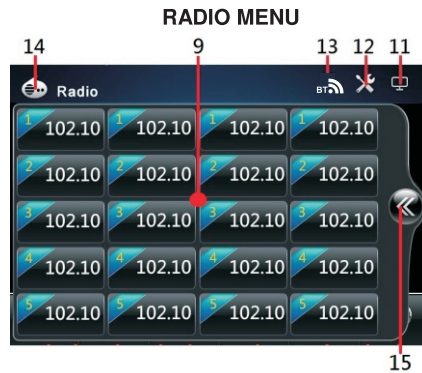 RADIO MENU
14 9 13 12 11
Radio BT
1 102.10 1 102.10 1 102.10 1 102.10
2 102.10 2 102.10 2 102.10 2 102.10
3 102.10 3 102.10 3 102.10 3 102.10
4 102.10 4 102.10 4 102.10 4 102.10
5 102.10 5 102.10 5 102.10 5 102.10
15